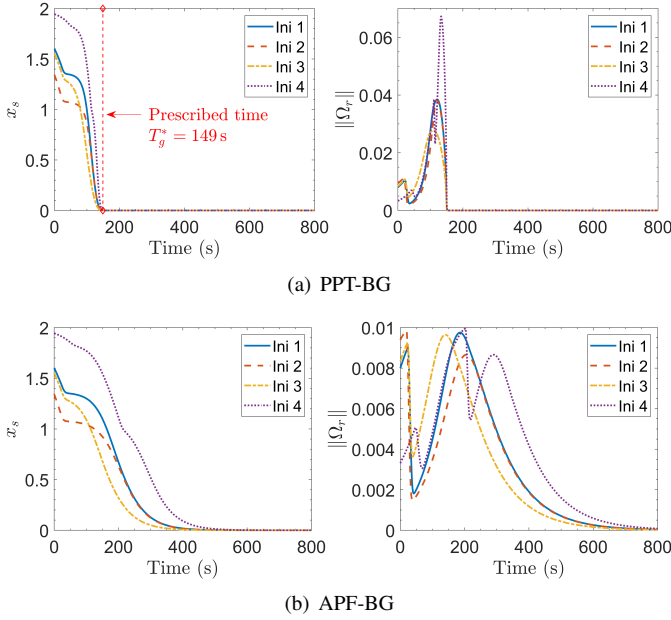 2
1.5
1
0.5
0
x_s
Ini 1
Ini 2
Ini 3
Ini 4
Prescribed time
T_g^* = 149 s
0 200 400 600 800
Time (s)
0.06
0.04
0.02
0
||Ω_r||
Ini 1
Ini 2
Ini 3
Ini 4
0 200 400 600 800
Time (s)
(a) PPT-BG
2
1.5
1
0.5
0
x_s
Ini 1
Ini 2
Ini 3
Ini 4
0 200 400 600 800
Time (s)
0.01
0.008
0.006
0.004
0.002
0
||Ω_r||
Ini 1
Ini 2
Ini 3
Ini 4
0 200 400 600 800
Time (s)
(b) APF-BG